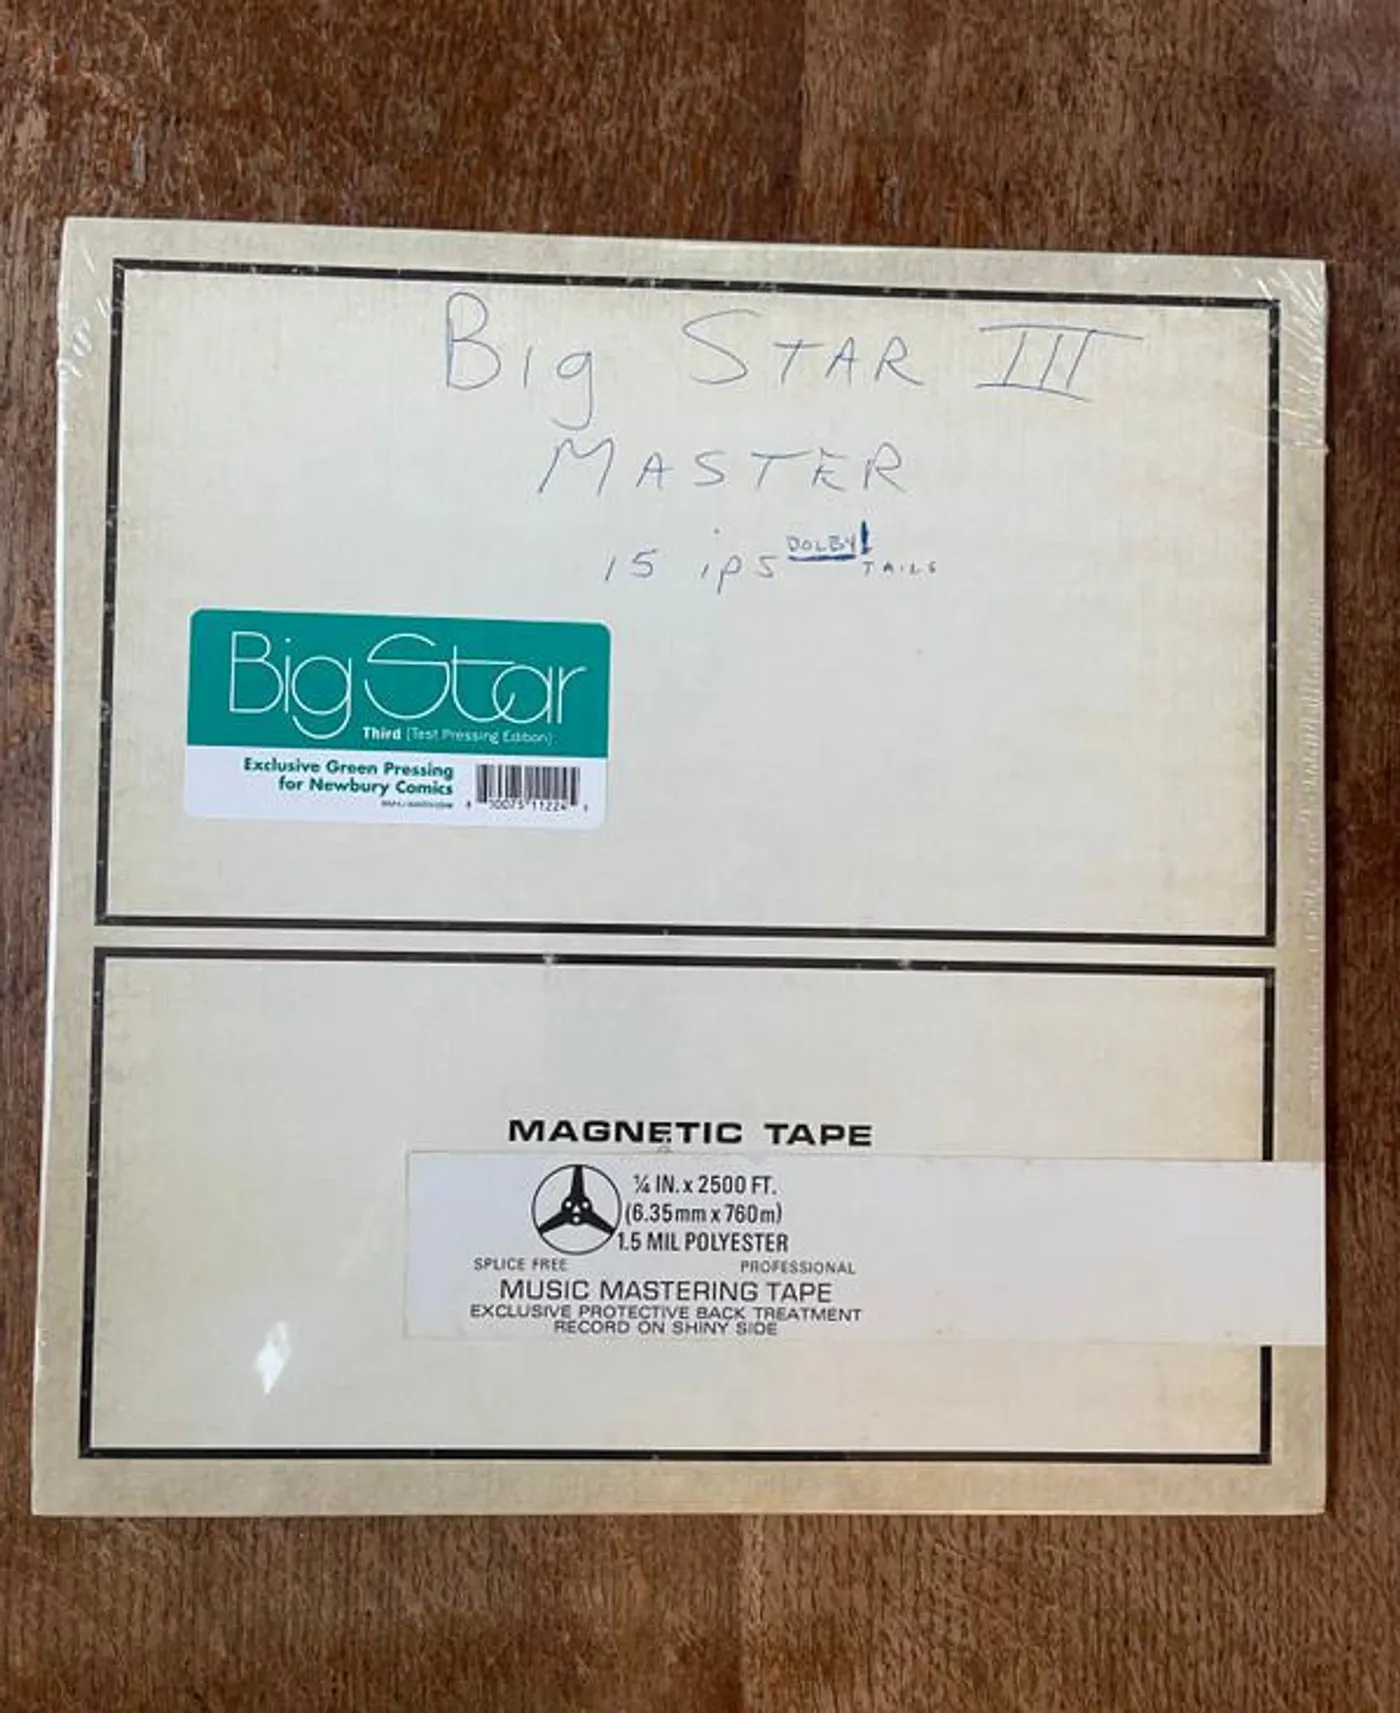 Big STAR III
MASTER
15 ips DOLBY! TAILS
Big Star
Third [Test Pressing Edition]
Exclusive Green Pressing
for Newbury Comics
MAGNETIC TAPE
¼ IN. x 2500 FT.
(6.35mm x 760m)
1.5 MIL POLYESTER
SPLICE FREE PROFESSIONAL
MUSIC MASTERING TAPE
EXCLUSIVE PROTECTIVE BACK TREATMENT
RECORD ON SHINY SIDE